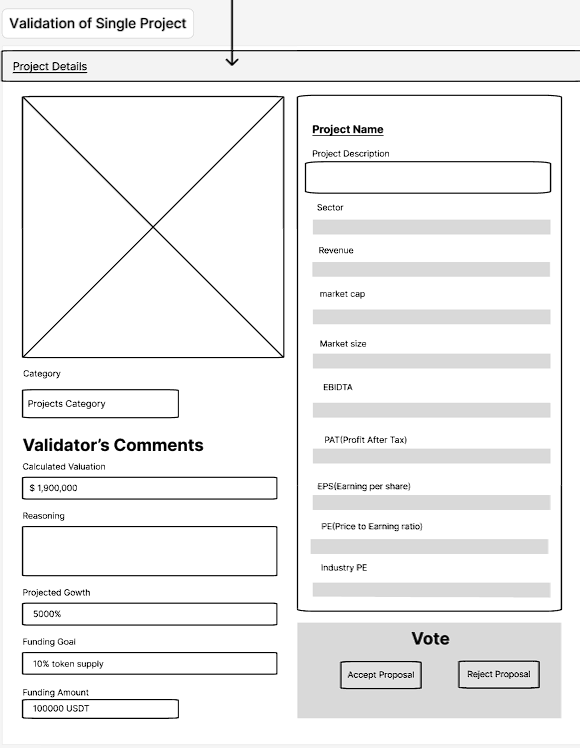 Validation of Single Project
Project Details
Category
Projects Category
Validator's Comments
Calculated Valuation
$ 1,900,000
Reasoning
Projected Gowth
5000%
Funding Goal
10% token supply
Funding Amount
100000 USDT
Project Name
Project Description
Sector
Revenue
market cap
Market size
EBIDTA
PAT(Profit After Tax)
EPS(Earning per share)
PE(Price to Earning ratio)
Industry PE
Vote
Accept Proposal
Reject Proposal